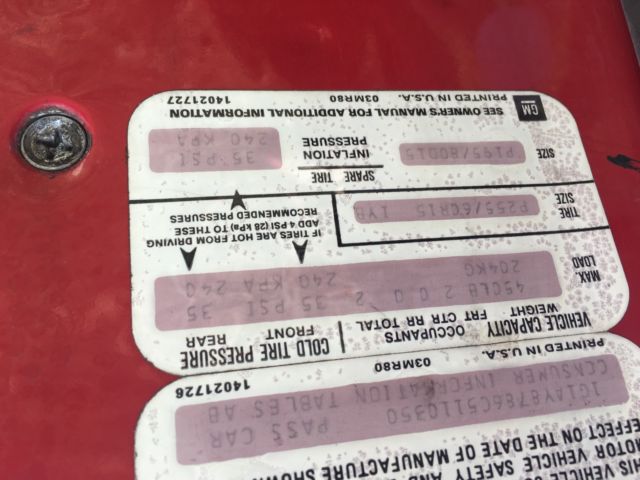 THIS VEHICLE
MOTOR VEHICLE SAFETY AND
EFFECT ON THE DATE OF MANUFACTURE SHOWN
PASS CAR
1G1AY8786C5110350
CONSUMER INFORMATION TABLES AB
PRINTED IN U.S.A. 03MR80 14021726
VEHICLE CAPACITY COLD TIRE PRESSURE
WEIGHT OCCUPANTS FRT CTR RR TOTAL FRONT REAR
MAX. LOAD 450LB 2 0 0 2 35 PSI 35
204KG 240 KPA 240
IF TIRES ARE HOT FROM DRIVING
ADD 4 PSI (28 kPa) TO THESE
RECOMMENDED PRESSURES
TIRE SIZE P255/60R15 1YB
SPARE TIRE
SIZE P195/80D15 INFLATION PRESSURE 35 PSI
240 KPA
GM SEE OWNER'S MANUAL FOR ADDITIONAL INFORMATION
PRINTED IN U.S.A. 03MR80 14021727